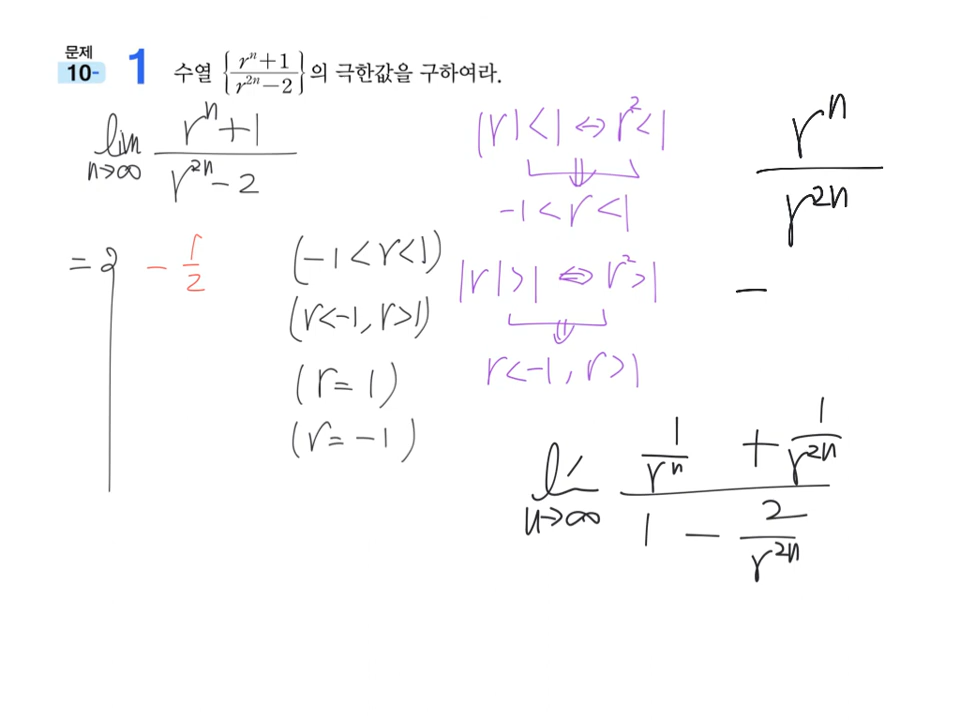 문제
10- 1 수열 { (rⁿ+1)/(r²ⁿ−2) } 의 극한값을 구하여라.
lim n→∞ (rⁿ+1)/(r²ⁿ−2)
|r|<1 ⇔ r²<1
⇓
-1<r<1
rⁿ/r²ⁿ
= -1/2 (-1<r<1)
(r<-1, r>1)
(r=1)
(r=-1)
|r|>1 ⇔ r²>1
⇓
r<-1, r>1
−
lim n→∞ (1/rⁿ + 1/r²ⁿ)/(1 − 2/r²ⁿ)